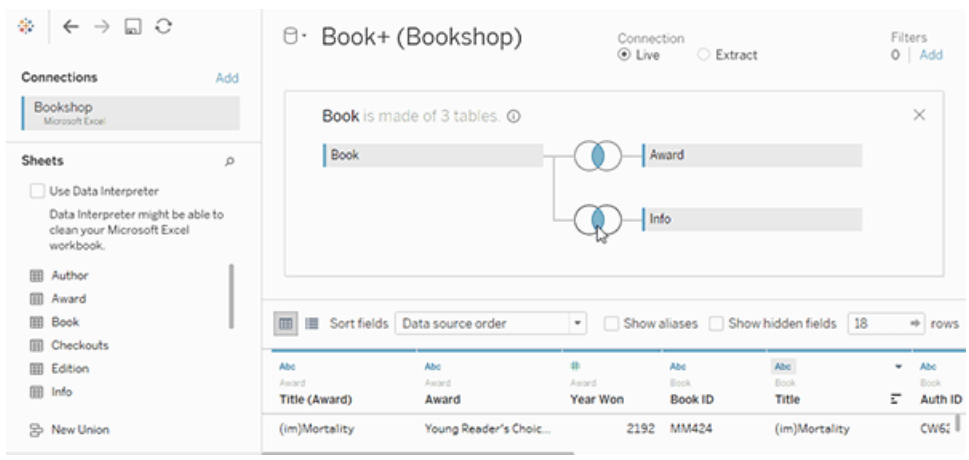 Book+ (Bookshop)
Connection
Live
Extract
Filters
0 | Add
Connections
Add
Bookshop
Microsoft Excel
Sheets
Use Data Interpreter
Data Interpreter might be able to
clean your Microsoft Excel
workbook.
Author
Award
Book
Checkouts
Edition
Info
New Union
Book is made of 3 tables.
Book
Award
Info
Sort fields
Data source order
Show aliases
Show hidden fields
18
rows
Abc Abc # Abc Abc Abc
Award Award Award Book Book Book
Title (Award) Award Year Won Book ID Title Auth ID
(im)Mortality Young Reader's Choic... 2192 MM424 (im)Mortality